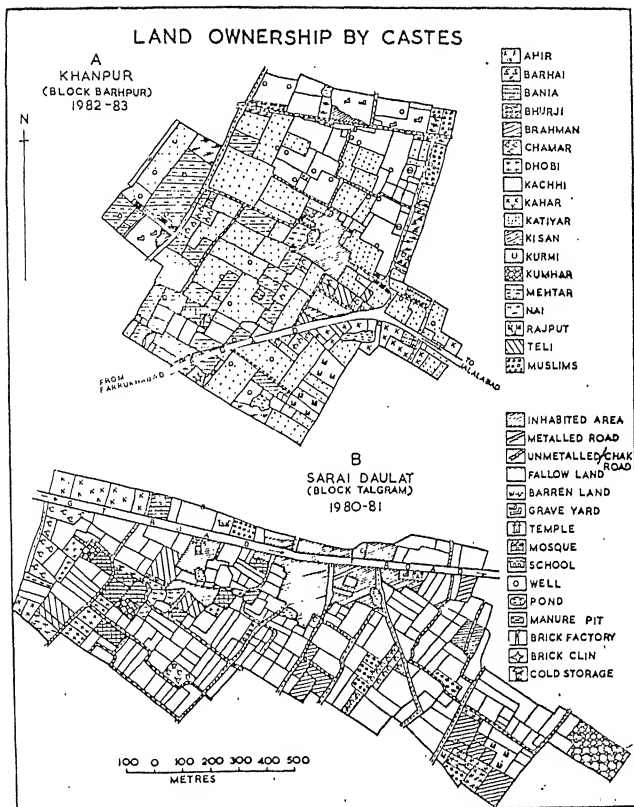 LAND OWNERSHIP BY CASTES
A
KHANPUR
(BLOCK BARHPUR)
1982-83
N
AHIR
BARHAI
BANIA
BHURJI
BRAHMAN
CHAMAR
DHOBI
KACHHI
KAHAR
KATIYAR
KISAN
KURMI
KUMHAR
MEHTAR
NAI
RAJPUT
TELI
MUSLIMS
FROM
FARRUKHABAD
TO
JALALABAD
INHABITED AREA
METALLED ROAD
UNMETALLED/CHAK
ROAD
FALLOW LAND
BARREN LAND
GRAVE YARD
TEMPLE
MOSQUE
SCHOOL
WELL
POND
MANURE PIT
BRICK FACTORY
BRICK CLIN
COLD STORAGE
B
SARAI DAULAT
(BLOCK TALGRAM)
1980-81
100 0 100 200 300 400 500
METRES